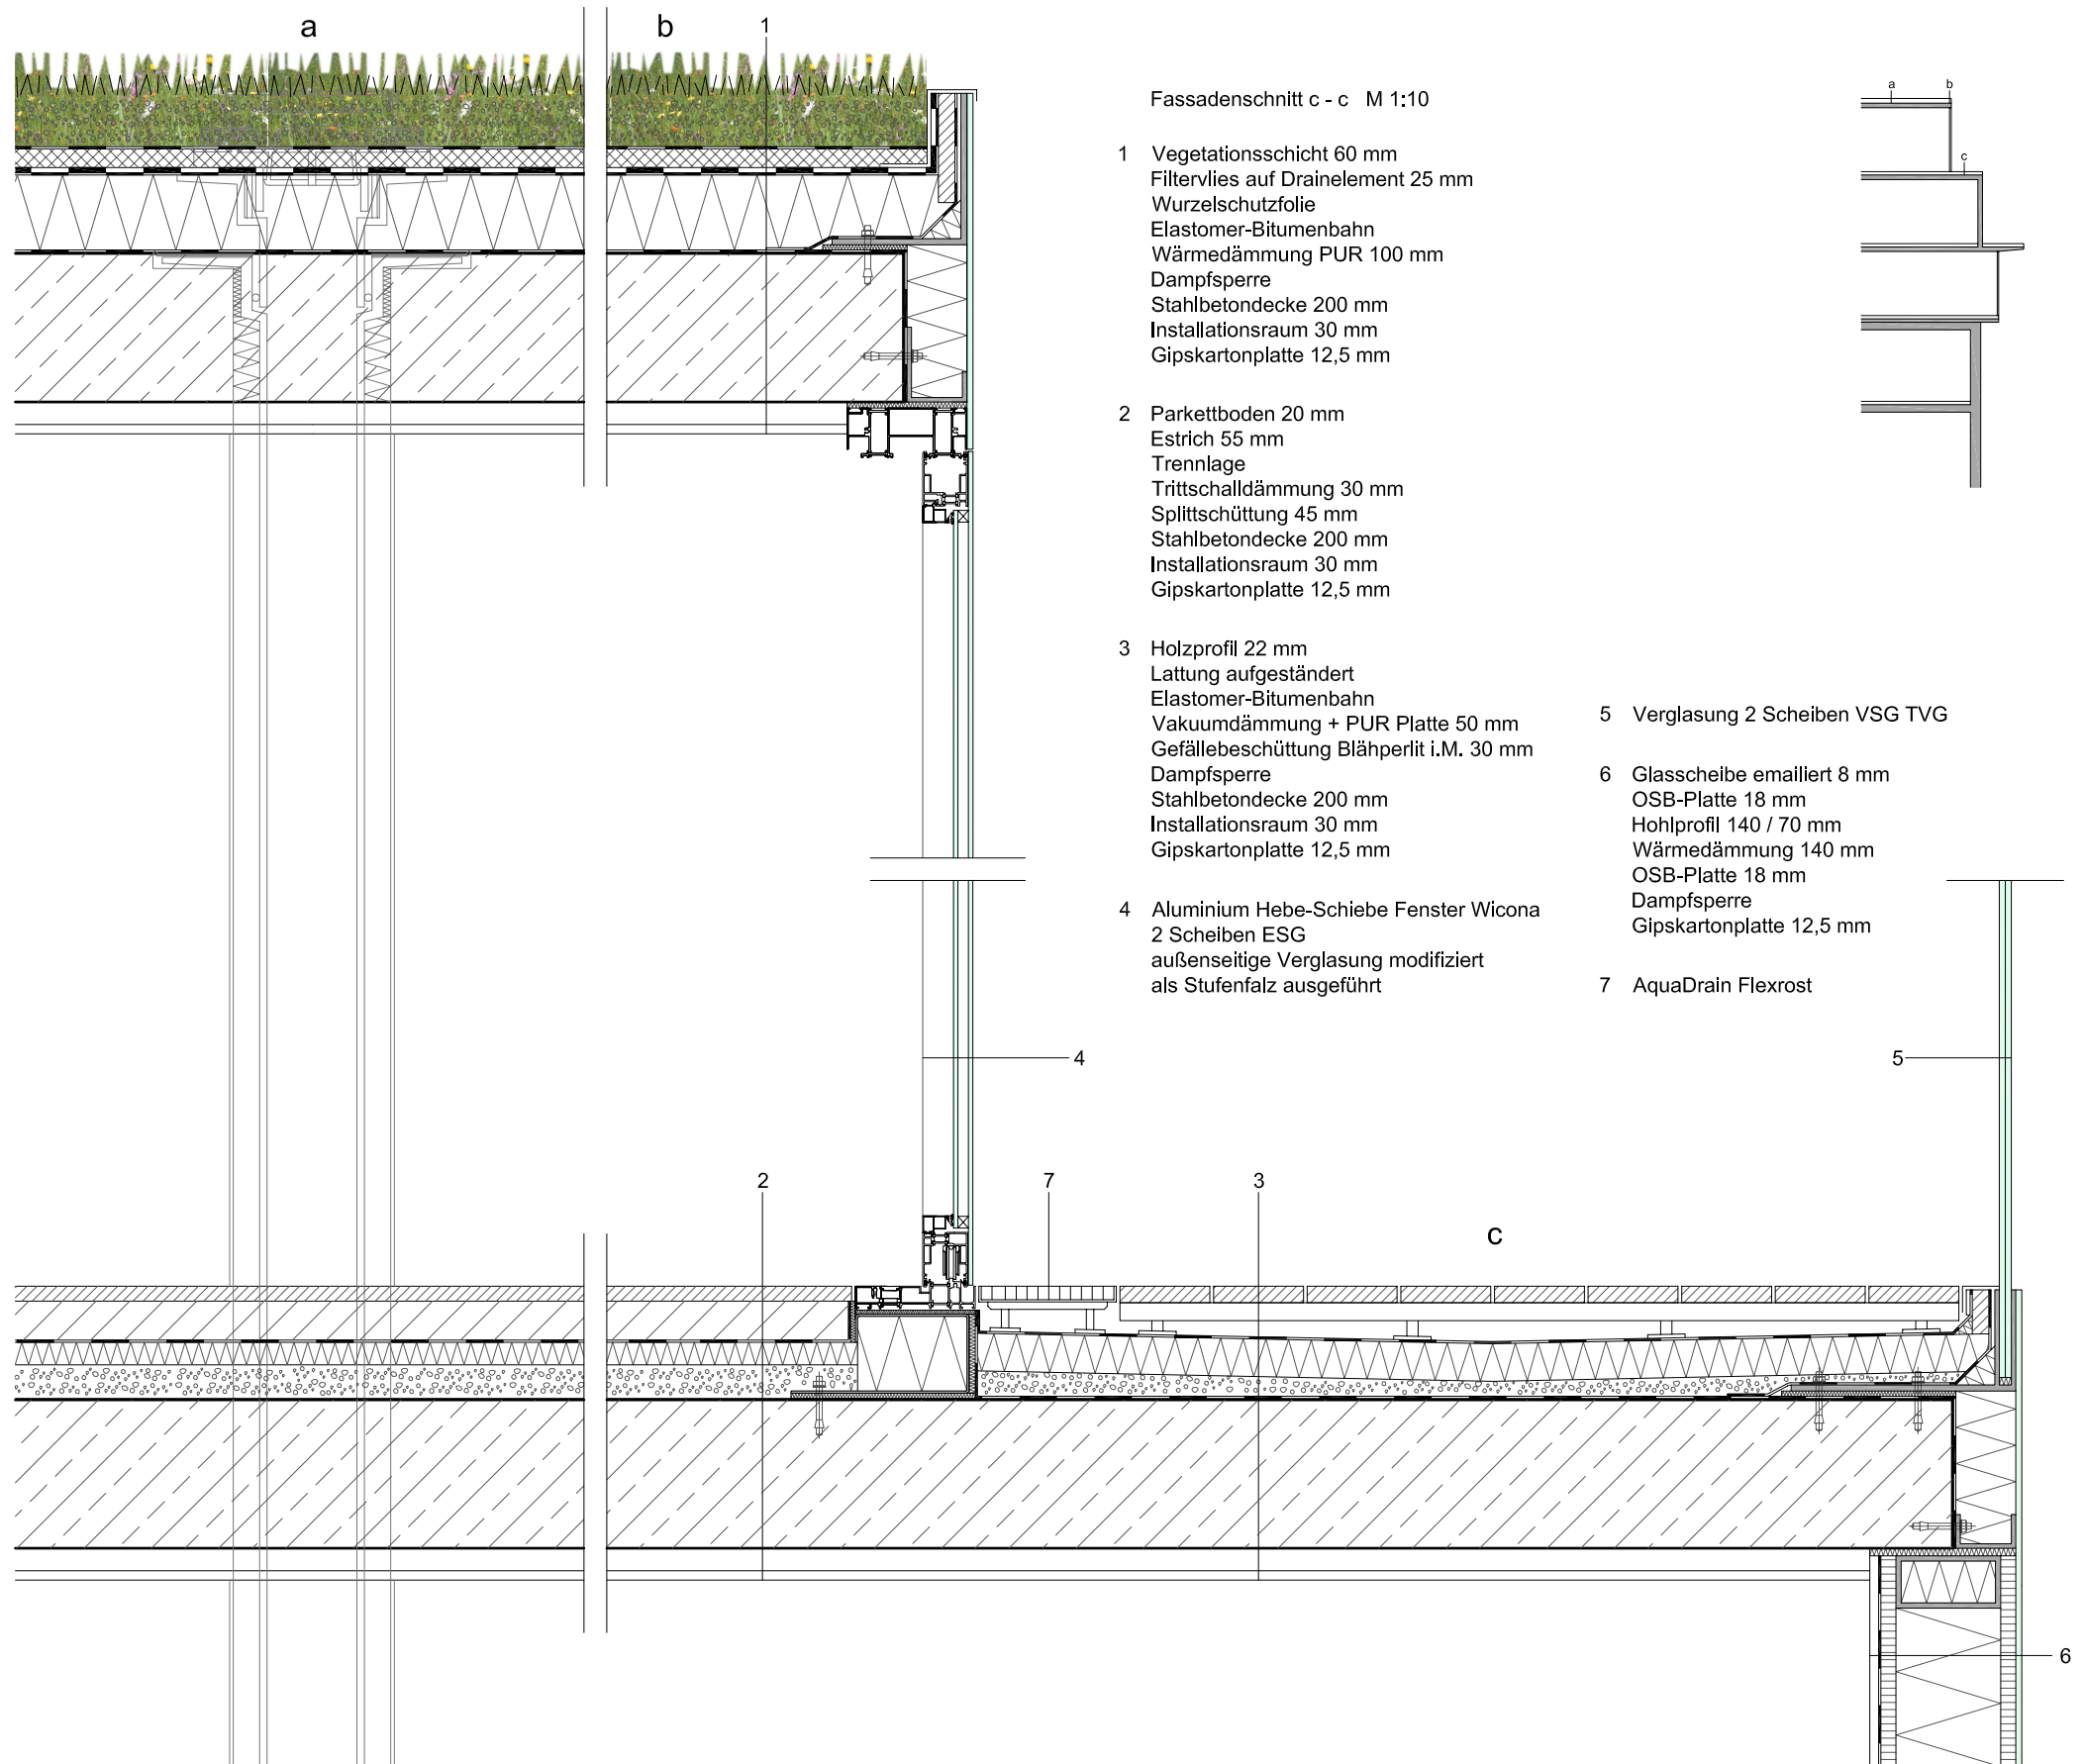 a
b
1
Fassadenschnitt c - c M 1:10
1 Vegetationsschicht 60 mm
Filtervlies auf Drainelement 25 mm
Wurzelschutzfolie
Elastomer-Bitumenbahn
Wärmedämmung PUR 100 mm
Dampfsperre
Stahlbetondecke 200 mm
Installationsraum 30 mm
Gipskartonplatte 12,5 mm
2 Parkettboden 20 mm
Estrich 55 mm
Trennlage
Trittschalldämmung 30 mm
Splittschüttung 45 mm
Stahlbetondecke 200 mm
Installationsraum 30 mm
Gipskartonplatte 12,5 mm
3 Holzprofil 22 mm
Lattung aufgeständert
Elastomer-Bitumenbahn
Vakuumdämmung + PUR Platte 50 mm
Gefällebeschüttung Blähperlit i.M. 30 mm
Dampfsperre
Stahlbetondecke 200 mm
Installationsraum 30 mm
Gipskartonplatte 12,5 mm
4 Aluminium Hebe-Schiebe Fenster Wicona
2 Scheiben ESG
außenseitige Verglasung modifiziert
als Stufenfalz ausgeführt
5 Verglasung 2 Scheiben VSG TVG
6 Glasscheibe emailiert 8 mm
OSB-Platte 18 mm
Hohlprofil 140 / 70 mm
Wärmedämmung 140 mm
OSB-Platte 18 mm
Dampfsperre
Gipskartonplatte 12,5 mm
7 AquaDrain Flexrost
a
b
c
4
5
2
7
3
c
6